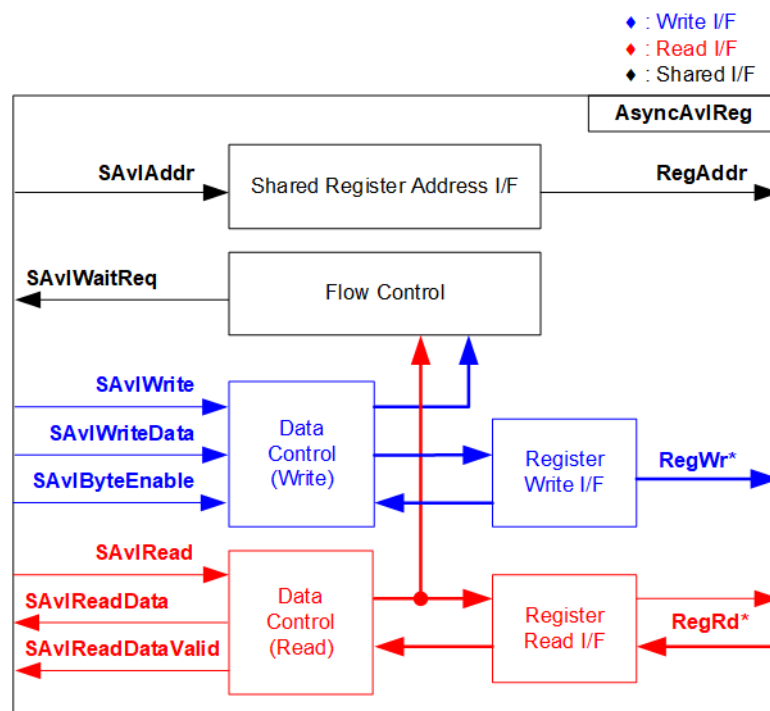 ♦ : Write I/F
♦ : Read I/F
♦ : Shared I/F
AsyncAvlReg
SAvlAddr
Shared Register Address I/F
RegAddr
SAvlWaitReq
Flow Control
SAvlWrite
SAvlWriteData
SAvlByteEnable
Data
Control
(Write)
Register
Write I/F
RegWr*
SAvlRead
SAvlReadData
SAvlReadDataValid
Data
Control
(Read)
Register
Read I/F
RegRd*